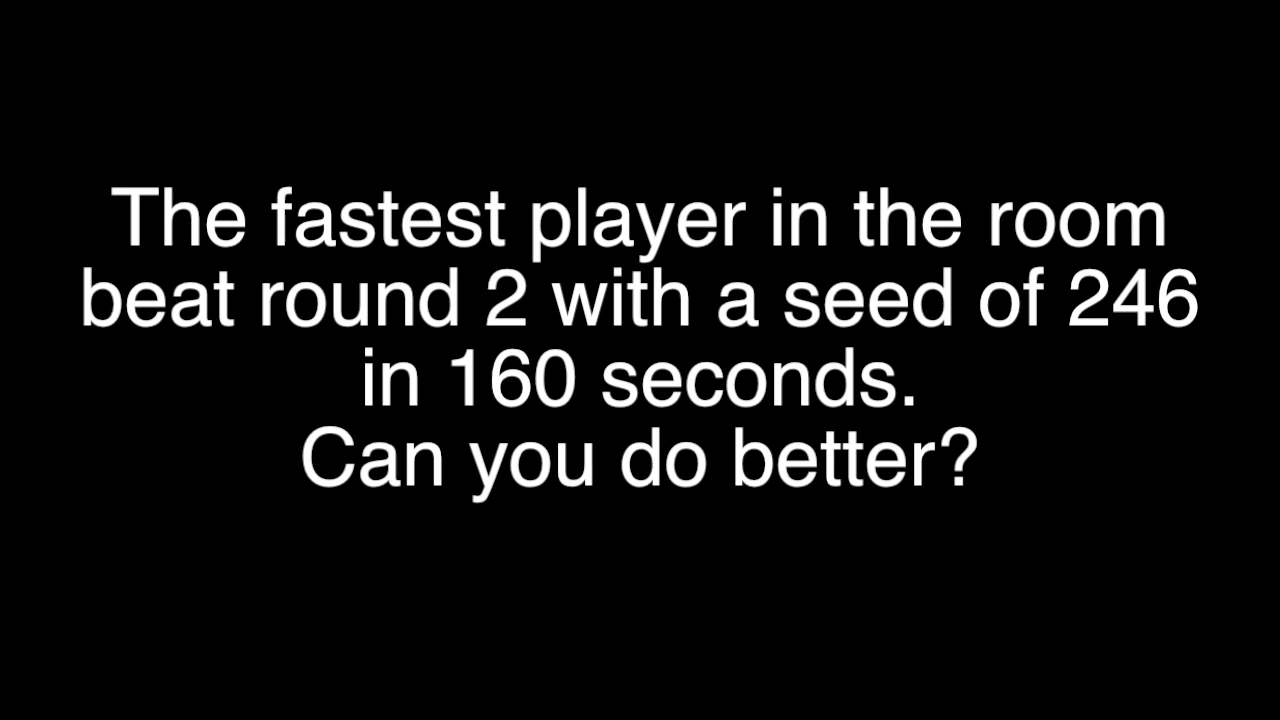 The fastest player in the room
beat round 2 with a seed of 246
in 160 seconds.
Can you do better?